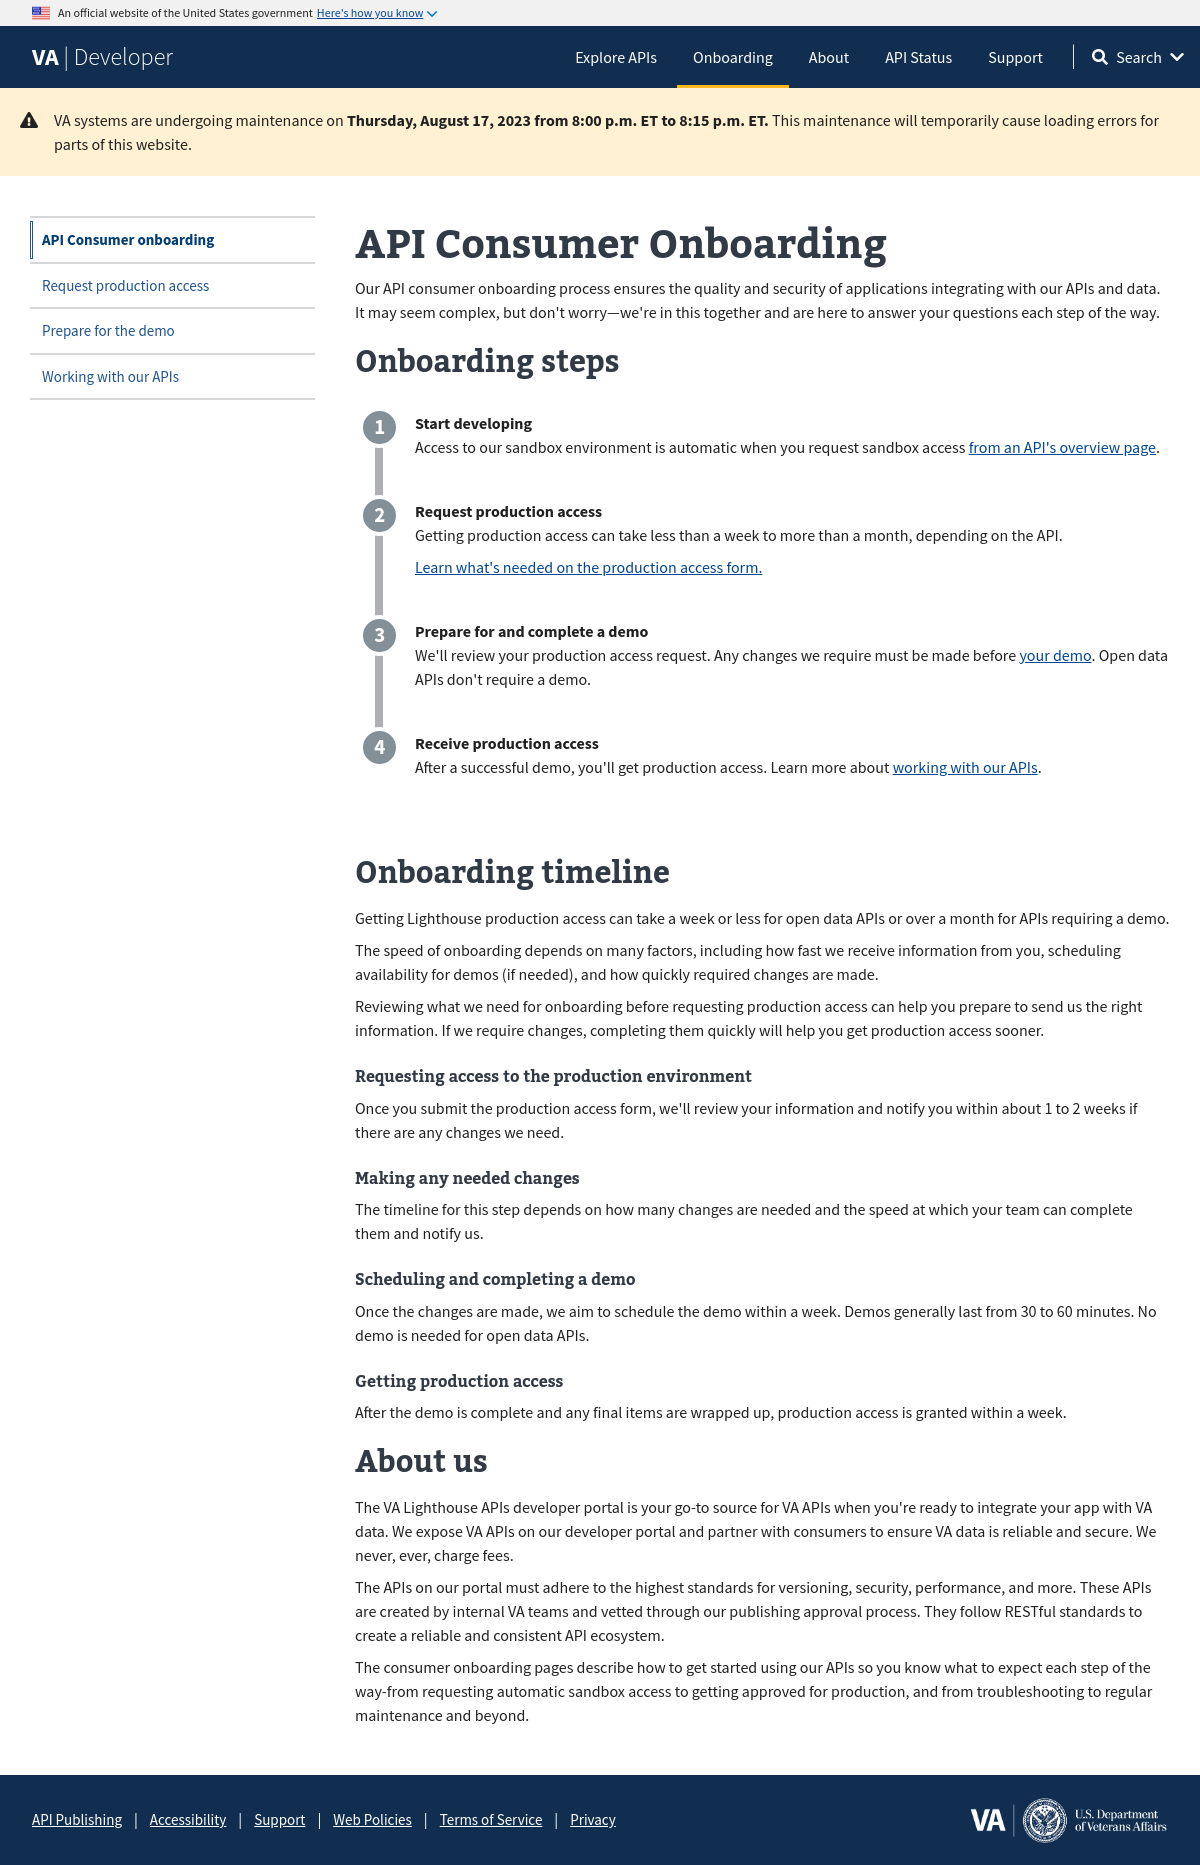 An official website of the United States government Here's how you know
VA | Developer
Explore APIs
Onboarding
About
API Status
Support
Search
VA systems are undergoing maintenance on Thursday, August 17, 2023 from 8:00 p.m. ET to 8:15 p.m. ET. This maintenance will temporarily cause loading errors for
parts of this website.
API Consumer onboarding
Request production access
Prepare for the demo
Working with our APIs
API Consumer Onboarding
Our API consumer onboarding process ensures the quality and security of applications integrating with our APIs and data.
It may seem complex, but don't worry—we're in this together and are here to answer your questions each step of the way.
Onboarding steps
1 Start developing
Access to our sandbox environment is automatic when you request sandbox access from an API's overview page.
2 Request production access
Getting production access can take less than a week to more than a month, depending on the API.
Learn what's needed on the production access form.
3 Prepare for and complete a demo
We'll review your production access request. Any changes we require must be made before your demo. Open data
APIs don't require a demo.
4 Receive production access
After a successful demo, you'll get production access. Learn more about working with our APIs.
Onboarding timeline
Getting Lighthouse production access can take a week or less for open data APIs or over a month for APIs requiring a demo.
The speed of onboarding depends on many factors, including how fast we receive information from you, scheduling
availability for demos (if needed), and how quickly required changes are made.
Reviewing what we need for onboarding before requesting production access can help you prepare to send us the right
information. If we require changes, completing them quickly will help you get production access sooner.
Requesting access to the production environment
Once you submit the production access form, we'll review your information and notify you within about 1 to 2 weeks if
there are any changes we need.
Making any needed changes
The timeline for this step depends on how many changes are needed and the speed at which your team can complete
them and notify us.
Scheduling and completing a demo
Once the changes are made, we aim to schedule the demo within a week. Demos generally last from 30 to 60 minutes. No
demo is needed for open data APIs.
Getting production access
After the demo is complete and any final items are wrapped up, production access is granted within a week.
About us
The VA Lighthouse APIs developer portal is your go-to source for VA APIs when you're ready to integrate your app with VA
data. We expose VA APIs on our developer portal and partner with consumers to ensure VA data is reliable and secure. We
never, ever, charge fees.
The APIs on our portal must adhere to the highest standards for versioning, security, performance, and more. These APIs
are created by internal VA teams and vetted through our publishing approval process. They follow RESTful standards to
create a reliable and consistent API ecosystem.
The consumer onboarding pages describe how to get started using our APIs so you know what to expect each step of the
way-from requesting automatic sandbox access to getting approved for production, and from troubleshooting to regular
maintenance and beyond.
API Publishing | Accessibility | Support | Web Policies | Terms of Service | Privacy
VA
U.S. Department
of Veterans Affairs